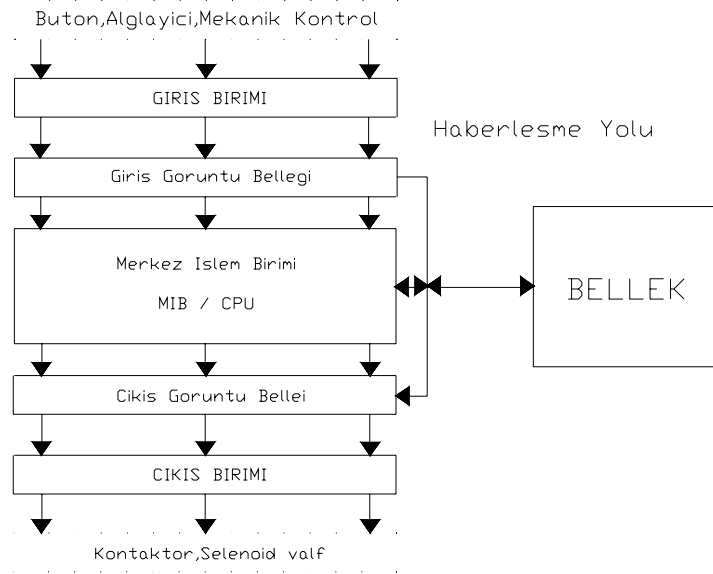 Buton,Alglayici,Mekanik Kontrol
GIRIS BIRIMI
Haberlesme Yolu
Giris Goruntu Bellegi
Merkez Islem Birimi
MIB / CPU
BELLEK
Cikis Goruntu Bellei
CIKIS BIRIMI
Kontaktor,Selenoid valf